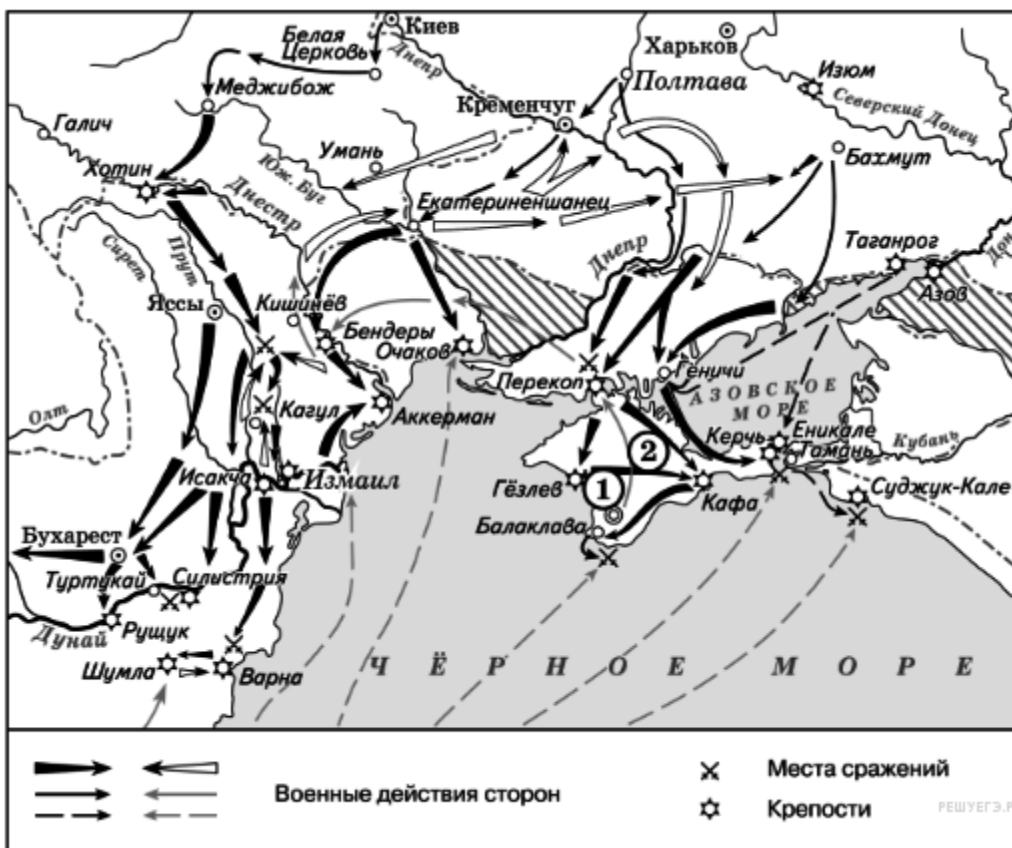 Киев
Белая
Церковь
Днепр
Харьков
Полтава
Изюм
Северский Донец
Меджибож
Кременчуг
Галич
Умань
Бахмут
Хотин
Юж. Буг
Днестр
Екатериненшанец
Сирет
Прут
Днепр
Таганрог
Дон
Азов
Яссы
Кишинёв
Бендеры
Очаков
Перекоп
Геничи
АЗОВСКОЕ
МОРЕ
Олт
Кагул
Аккерман
Керчь
Еникале
Тамань
Кубань
Исакча
Измаил
Гёзлев
1
2
Кафа
Суджук-Кале
Балаклава
Бухарест
Туртукай
Силистрия
Дунай
Рущук
Шумла
Варна
ЧЁРНОЕ МОРЕ
Военные действия сторон
Места сражений
Крепости